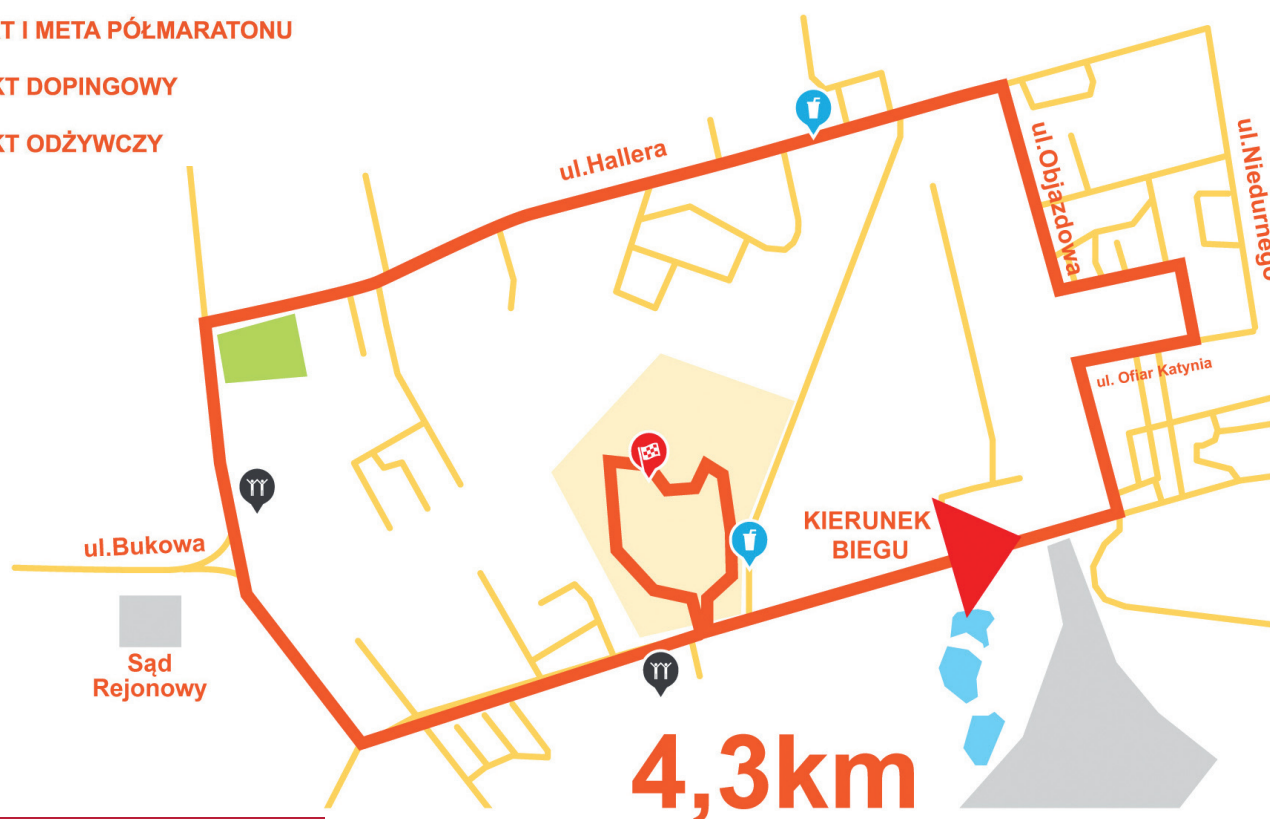 T I META PÓŁMARATONU
KT DOPINGOWY
KT ODŻYWCZY
ul.Hallera
ul.Objazdowa
ul.Niedurnego
ul. Ofiar Katynia
KIERUNEK
BIEGU
ul.Bukowa
Sąd
Rejonowy
4,3km